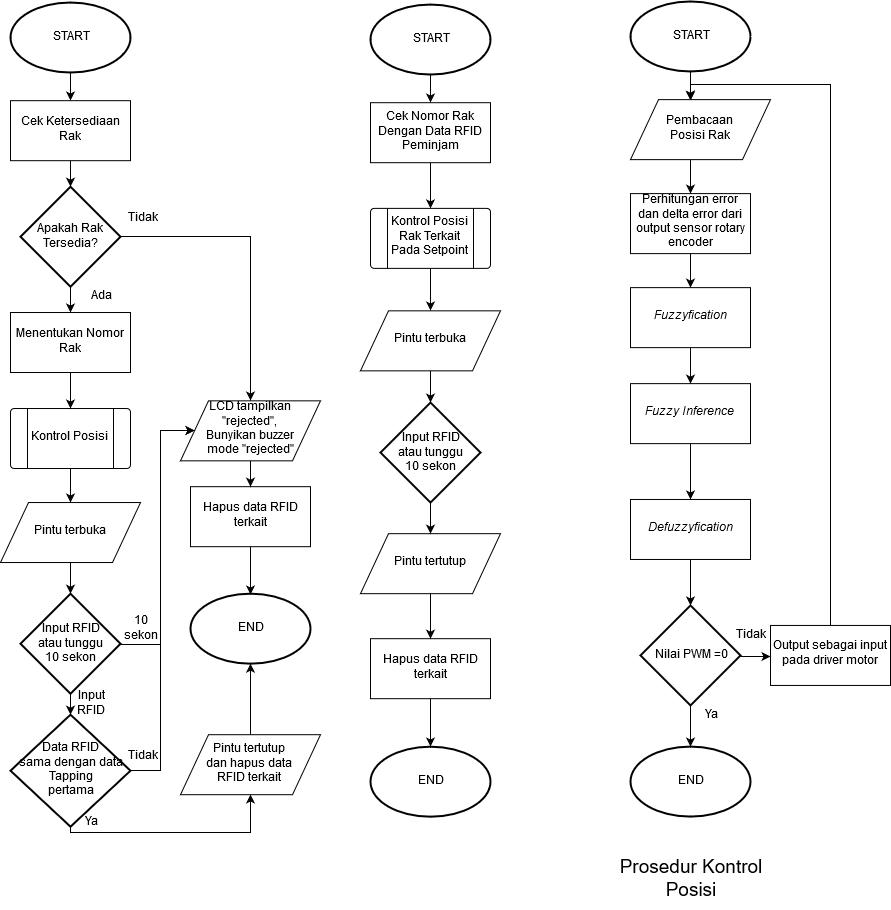 START
Cek Ketersediaan
Rak
Apakah Rak
Tersedia?
Tidak
Ada
Menentukan Nomor
Rak
Kontrol Posisi
Pintu terbuka
Input RFID
atau tunggu
10 sekon
10
sekon
Input
RFID
Data RFID
sama dengan data
Tapping
pertama
Tidak
Ya
LCD tampilkan
"rejected",
Bunyikan buzzer
mode "rejected"
Hapus data RFID
terkait
END
Pintu tertutup
dan hapus data
RFID terkait
START
Cek Nomor Rak
Dengan Data RFID
Peminjam
Kontrol Posisi
Rak Terkait
Pada Setpoint
Pintu terbuka
Input RFID
atau tunggu
10 sekon
Pintu tertutup
Hapus data RFID
terkait
END
START
Pembacaan
Posisi Rak
Perhitungan error
dan delta error dari
output sensor rotary
encoder
Fuzzyfication
Fuzzy Inference
Defuzzyfication
Nilai PWM =0
Tidak
Output sebagai input
pada driver motor
Ya
END
Prosedur Kontrol
Posisi